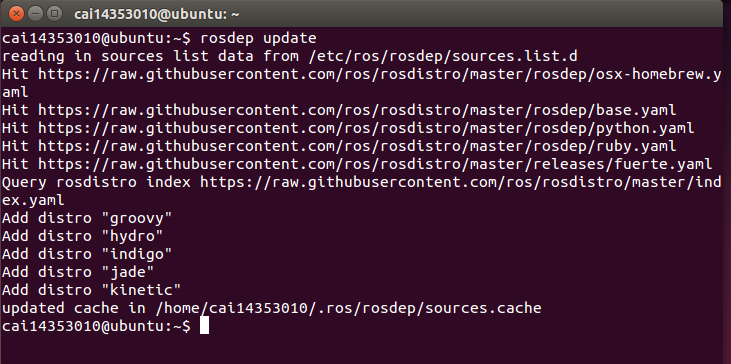 cai14353010@ubuntu: ~
cai14353010@ubuntu:~$ rosdep update
reading in sources list data from /etc/ros/rosdep/sources.list.d
Hit https://raw.githubusercontent.com/ros/rosdistro/master/rosdep/osx-homebrew.y
aml
Hit https://raw.githubusercontent.com/ros/rosdistro/master/rosdep/base.yaml
Hit https://raw.githubusercontent.com/ros/rosdistro/master/rosdep/python.yaml
Hit https://raw.githubusercontent.com/ros/rosdistro/master/rosdep/ruby.yaml
Hit https://raw.githubusercontent.com/ros/rosdistro/master/releases/fuerte.yaml
Query rosdistro index https://raw.githubusercontent.com/ros/rosdistro/master/ind
ex.yaml
Add distro "groovy"
Add distro "hydro"
Add distro "indigo"
Add distro "jade"
Add distro "kinetic"
updated cache in /home/cai14353010/.ros/rosdep/sources.cache
cai14353010@ubuntu:~$